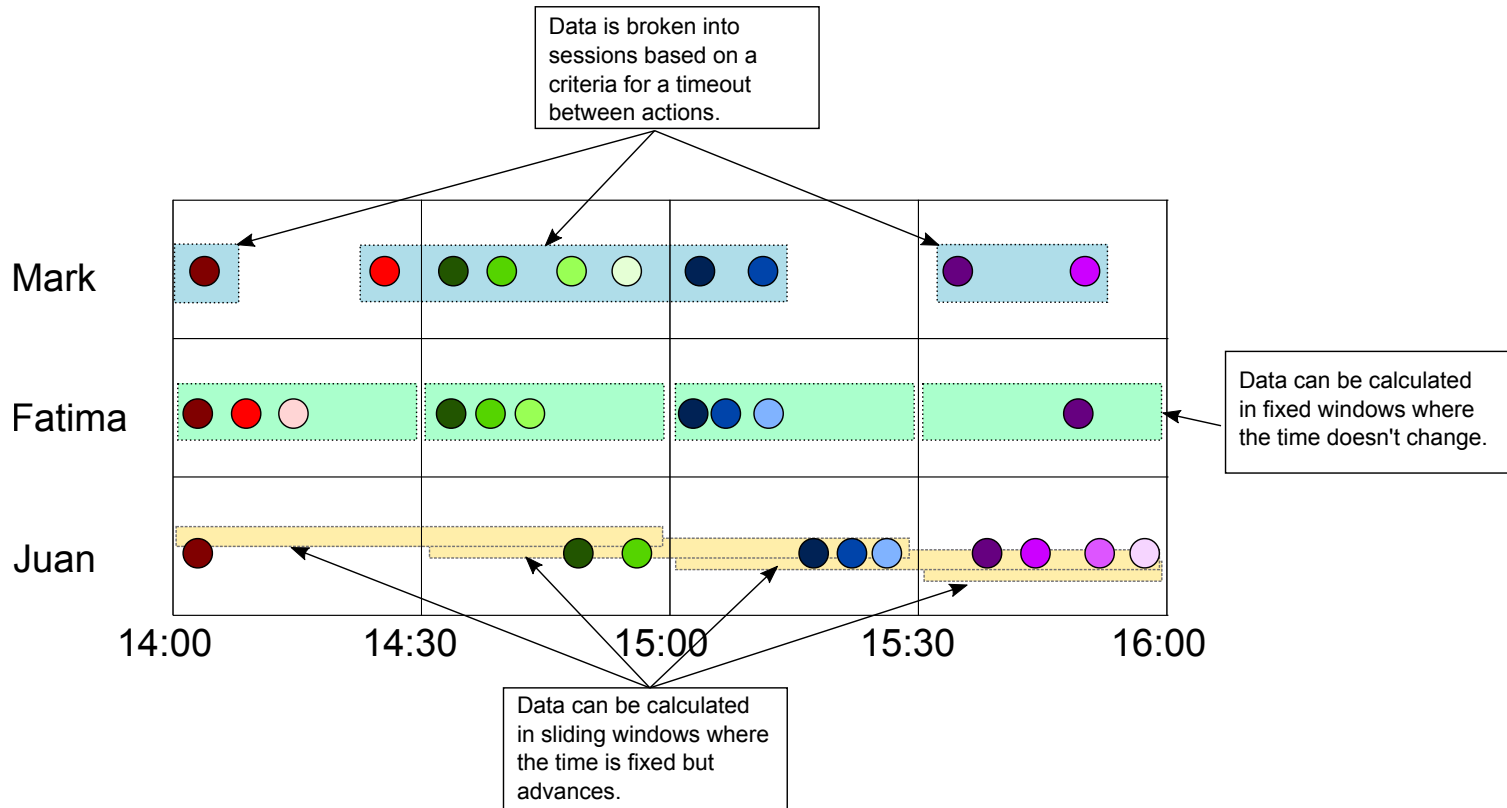 Data is broken into
sessions based on a
criteria for a timeout
between actions.
Mark
Fatima
Data can be calculated
in fixed windows where
the time doesn't change.
Juan
14:00
14:30
15:00
15:30
16:00
Data can be calculated
in sliding windows where
the time is fixed but
advances.